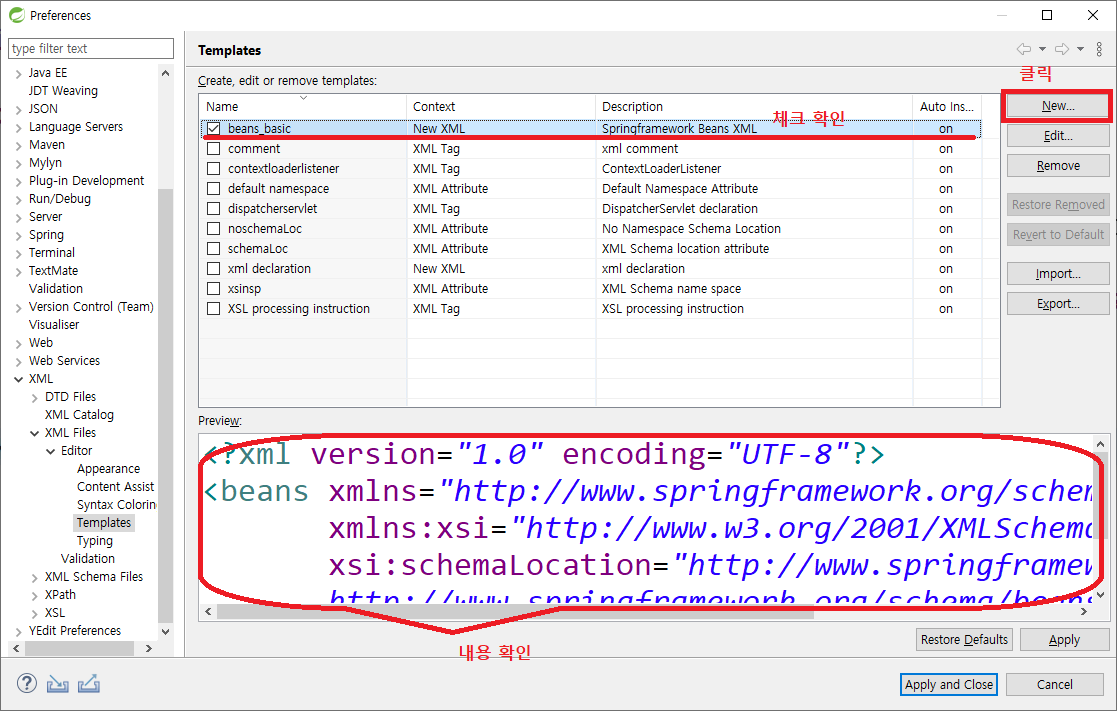 Preferences
type filter text
Java EE
JDT Weaving
JSON
Language Servers
Maven
Mylyn
Plug-in Development
Run/Debug
Server
Spring
Terminal
TextMate
Validation
Version Control (Team)
Visualiser
Web
Web Services
XML
DTD Files
XML Catalog
XML Files
Editor
Appearance
Content Assist
Syntax Colorin
Templates
Typing
Validation
XML Schema Files
XPath
XSL
YEdit Preferences
Templates
Create, edit or remove templates:
클릭
Name Context Description Auto Ins...
체크 확인
beans_basic New XML Springframework Beans XML on
comment XML Tag xml comment on
contextloaderlistener XML Tag ContextLoaderListener on
default namespace XML Attribute Default Namespace Attribute on
dispatcherservlet XML Tag DispatcherServlet declaration on
noschemaLoc XML Attribute No Namespace Schema Location on
schemaLoc XML Attribute XML Schema location attribute on
xml declaration New XML xml declaration on
xsinsp XML Attribute XML Schema name space on
XSL processing instruction XML Tag XSL processing instruction on
New...
Edit...
Remove
Restore Removed
Revert to Default
Import...
Export...
Preview:
<?xml version="1.0" encoding="UTF-8"?>
<beans xmlns="http://www.springframework.org/schem
xmlns:xsi="http://www.w3.org/2001/XMLSchema
xsi:schemaLocation="http://www.springframew
http://www.springframework.org/schema/beans
내용 확인
Restore Defaults Apply
? Apply and Close Cancel